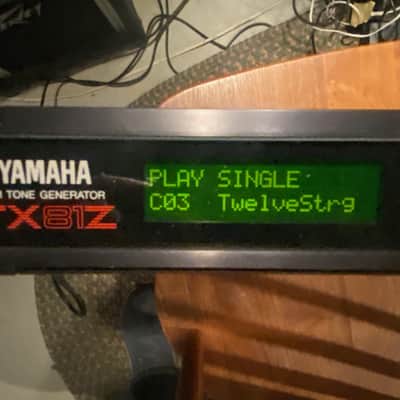 YAMAHA
TONE GENERATOR
TX81Z
PLAY SINGLE
C03 TwelveStrg